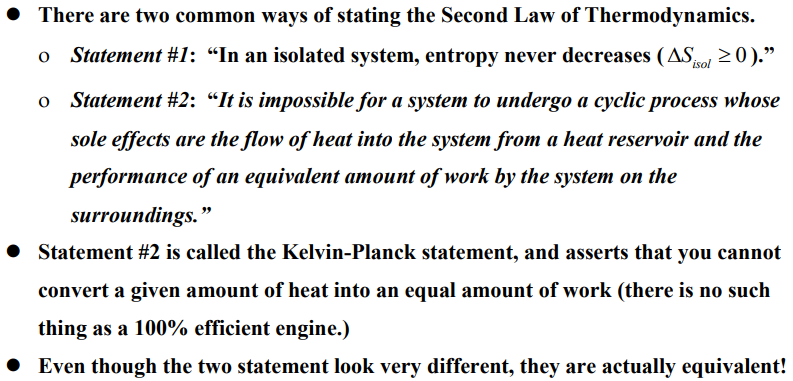 ● There are two common ways of stating the Second Law of Thermodynamics.
o Statement #1: “In an isolated system, entropy never decreases ( ΔS_isol ≥ 0 ).”
o Statement #2: “It is impossible for a system to undergo a cyclic process whose
sole effects are the flow of heat into the system from a heat reservoir and the
performance of an equivalent amount of work by the system on the
surroundings.”
● Statement #2 is called the Kelvin-Planck statement, and asserts that you cannot
convert a given amount of heat into an equal amount of work (there is no such
thing as a 100% efficient engine.)
● Even though the two statement look very different, they are actually equivalent!